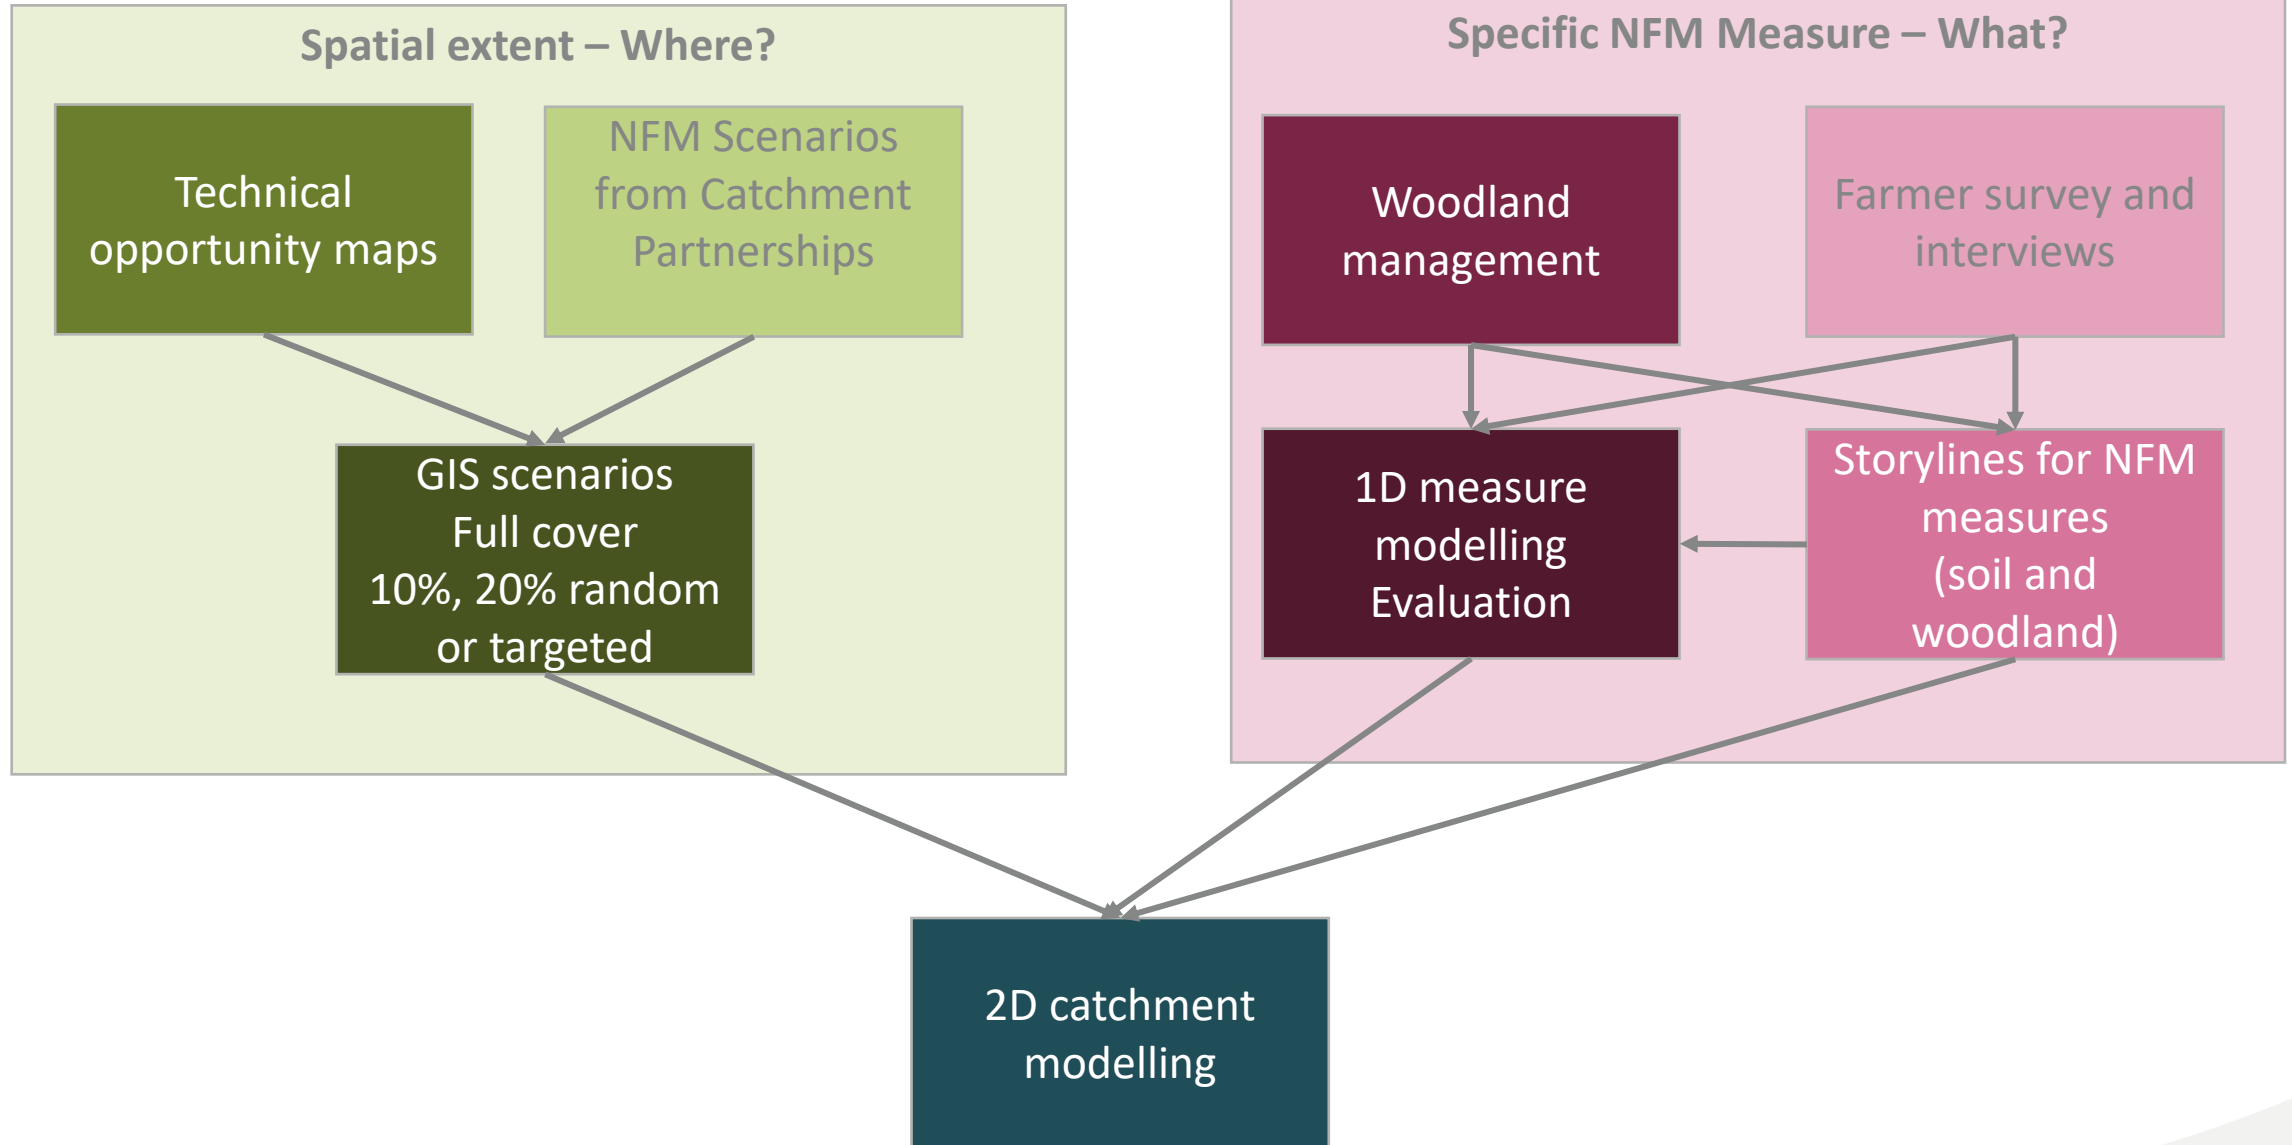 Spatial extent – Where?
Technical
opportunity maps
NFM Scenarios
from Catchment
Partnerships
GIS scenarios
Full cover
10%, 20% random
or targeted
Specific NFM Measure – What?
Woodland
management
Farmer survey and
interviews
1D measure
modelling
Evaluation
Storylines for NFM
measures
(soil and
woodland)
2D catchment
modelling